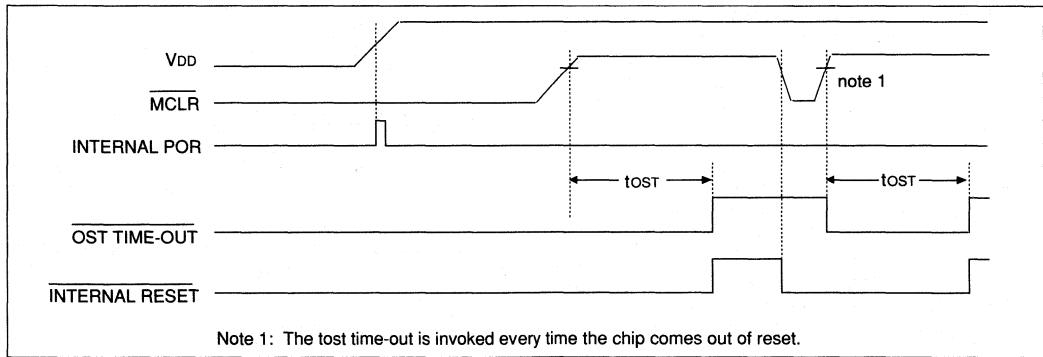 VDD
MCLR
note 1
INTERNAL POR
tOST
tOST
OST TIME-OUT
INTERNAL RESET
Note 1: The tost time-out is invoked every time the chip comes out of reset.